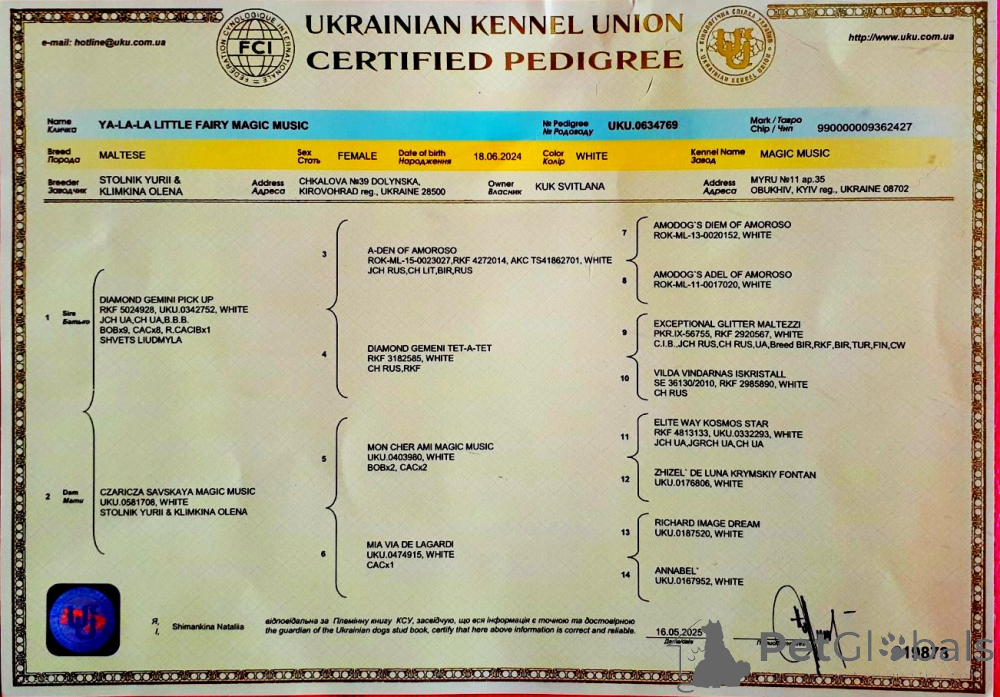 UKRAINIAN KENNEL UNION
CERTIFIED PEDIGREE
e-mail: hotline@uku.com.ua
FEDERATION CYNOLOGIQUE INTERNATIONALE
FCI
КІНОЛОГІЧНА СПІЛКА УКРАЇНИ
UKRAINIAN KENNEL UNION
http://www.uku.com.ua
Name
Кличка
YA-LA-LA LITTLE FAIRY MAGIC MUSIC
№ Pedigree
№ Родоводу
UKU.0634769
Mark / Тавро
Chip / Чип
990000009362427
Breed
Порода
MALTESE
Sex
Стать
FEMALE
Date of birth
Народження
18.06.2024
Color
Колір
WHITE
Kennel Name
Завод
MAGIC MUSIC
Breeder
Заводчик
STOLNIK YURII &
KLIMKINA OLENA
Address
Адреса
CHKALOVA №39 DOLYNSKA,
KIROVOHRAD reg., UKRAINE 28500
Owner
Власник
KUK SVITLANA
Address
Адреса
MYRU №11 ap.35
OBUKHIV, KYIV reg., UKRAINE 08702
1
Sire
Батько
DIAMOND GEMINI PICK UP
RKF 5024928, UKU.0342752, WHITE
JCH UA,CH UA,B.B.B.
BOBx9, CACx8, R.CACIBx1
SHVETS LIUDMYLA
2
Dam
Мати
CZARICZA SAVSKAYA MAGIC MUSIC
UKU.0581708, WHITE
STOLNIK YURII & KLIMKINA OLENA
3
A-DEN OF AMOROSO
ROK-ML-15-0023027,RKF 4272014, AKC TS41862701, WHITE
JCH RUS,CH LIT,BIR,RUS
4
DIAMOND GEMENI TET-A-TET
RKF 3182585, WHITE
CH RUS,RKF
5
MON CHER AMI MAGIC MUSIC
UKU.0403980, WHITE
BOBx2, CACx2
6
MIA VIA DE LAGARDI
UKU.0474915, WHITE
CACx1
7
AMODOG`S DIEM OF AMOROSO
ROK-ML-13-0020152, WHITE
8
AMODOG`S ADEL OF AMOROSO
ROK-ML-11-0017020, WHITE
9
EXCEPTIONAL GLITTER MALTEZZI
PKR.IX-56755, RKF 2920567, WHITE
C.I.B.,JCH RUS,CH RUS,UA,Breed BIR,RKF,BIR,TUR,FIN,CW
10
VILDA VINDARNAS ISKRISTALL
SE 36130/2010, RKF 2985890, WHITE
CH RUS
11
ELITE WAY KOSMOS STAR
RKF 4813133, UKU.0332293, WHITE
JCH UA,JGRCH UA,CH UA
12
ZHIZEL` DE LUNA KRYMSKIY FONTAN
UKU.0176806, WHITE
13
RICHARD IMAGE DREAM
UKU.0187520, WHITE
14
ANNABEL`
UKU.0167952, WHITE
Я,
I,
Shimankina Nataliia
відповідальна за Племінну книгу КСУ, засвідчую, що вся інформація є точною та достовірною
the guardian of the Ukrainian dogs stud book, certify that here above information is correct and reliable.
16.05.2025
19873
PetGlobals